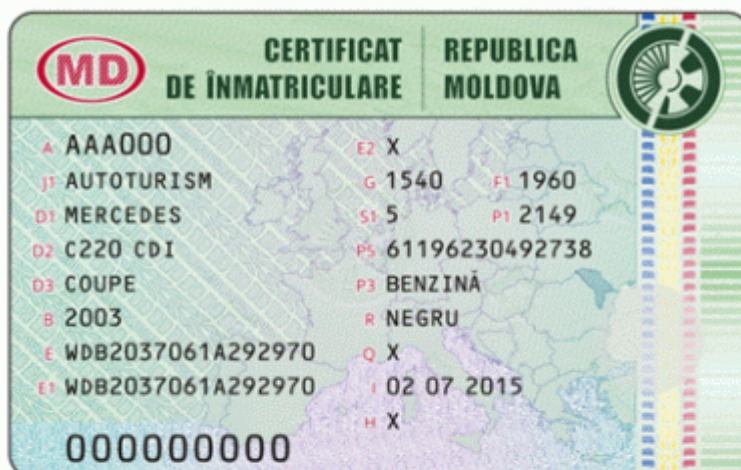 MD
CERTIFICAT DE ÎNMATRICULARE
REPUBLICA MOLDOVA
A AAA000
E2 X
J1 AUTOTURISM
G 1540 F1 1960
D1 MERCEDES
S1 5 P1 2149
D2 C220 CDI
P5 61196230492738
D3 COUPE
P3 BENZINĂ
B 2003
R NEGRU
E WDB2037061A292970
Q X
E1 WDB2037061A292970
I 02 07 2015
H X
000000000